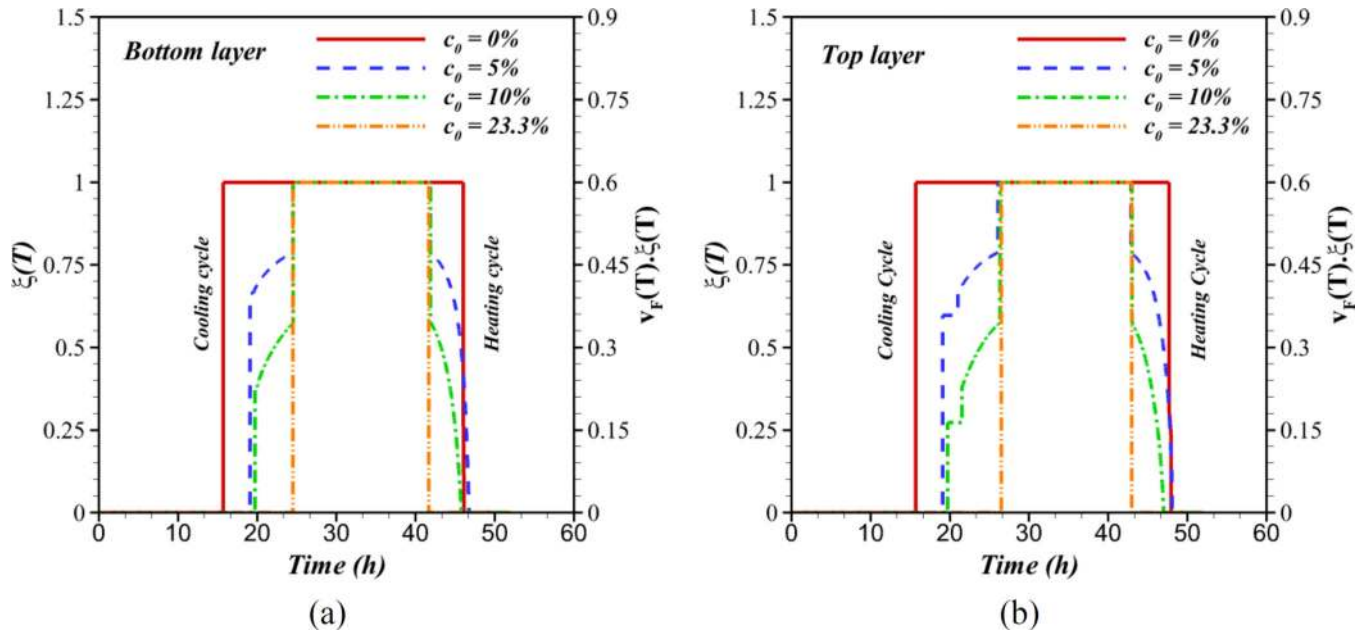 Bottom layer
c₀ = 0%
c₀ = 5%
c₀ = 10%
c₀ = 23.3%
1.5
1.25
1
0.75
0.5
0.25
0
ξ(T)
Cooling cycle
Heating cycle
0.9
0.75
0.6
0.45
0.3
0.15
0
v_F(T).ξ(T)
0 10 20 30 40 50 60
Time (h)
(a)
Top layer
c₀ = 0%
c₀ = 5%
c₀ = 10%
c₀ = 23.3%
1.5
1.25
1
0.75
0.5
0.25
0
ξ(T)
Cooling Cycle
Heating Cycle
0.9
0.75
0.6
0.45
0.3
0.15
0
v_F(T).ξ(T)
0 10 20 30 40 50 60
Time (h)
(b)